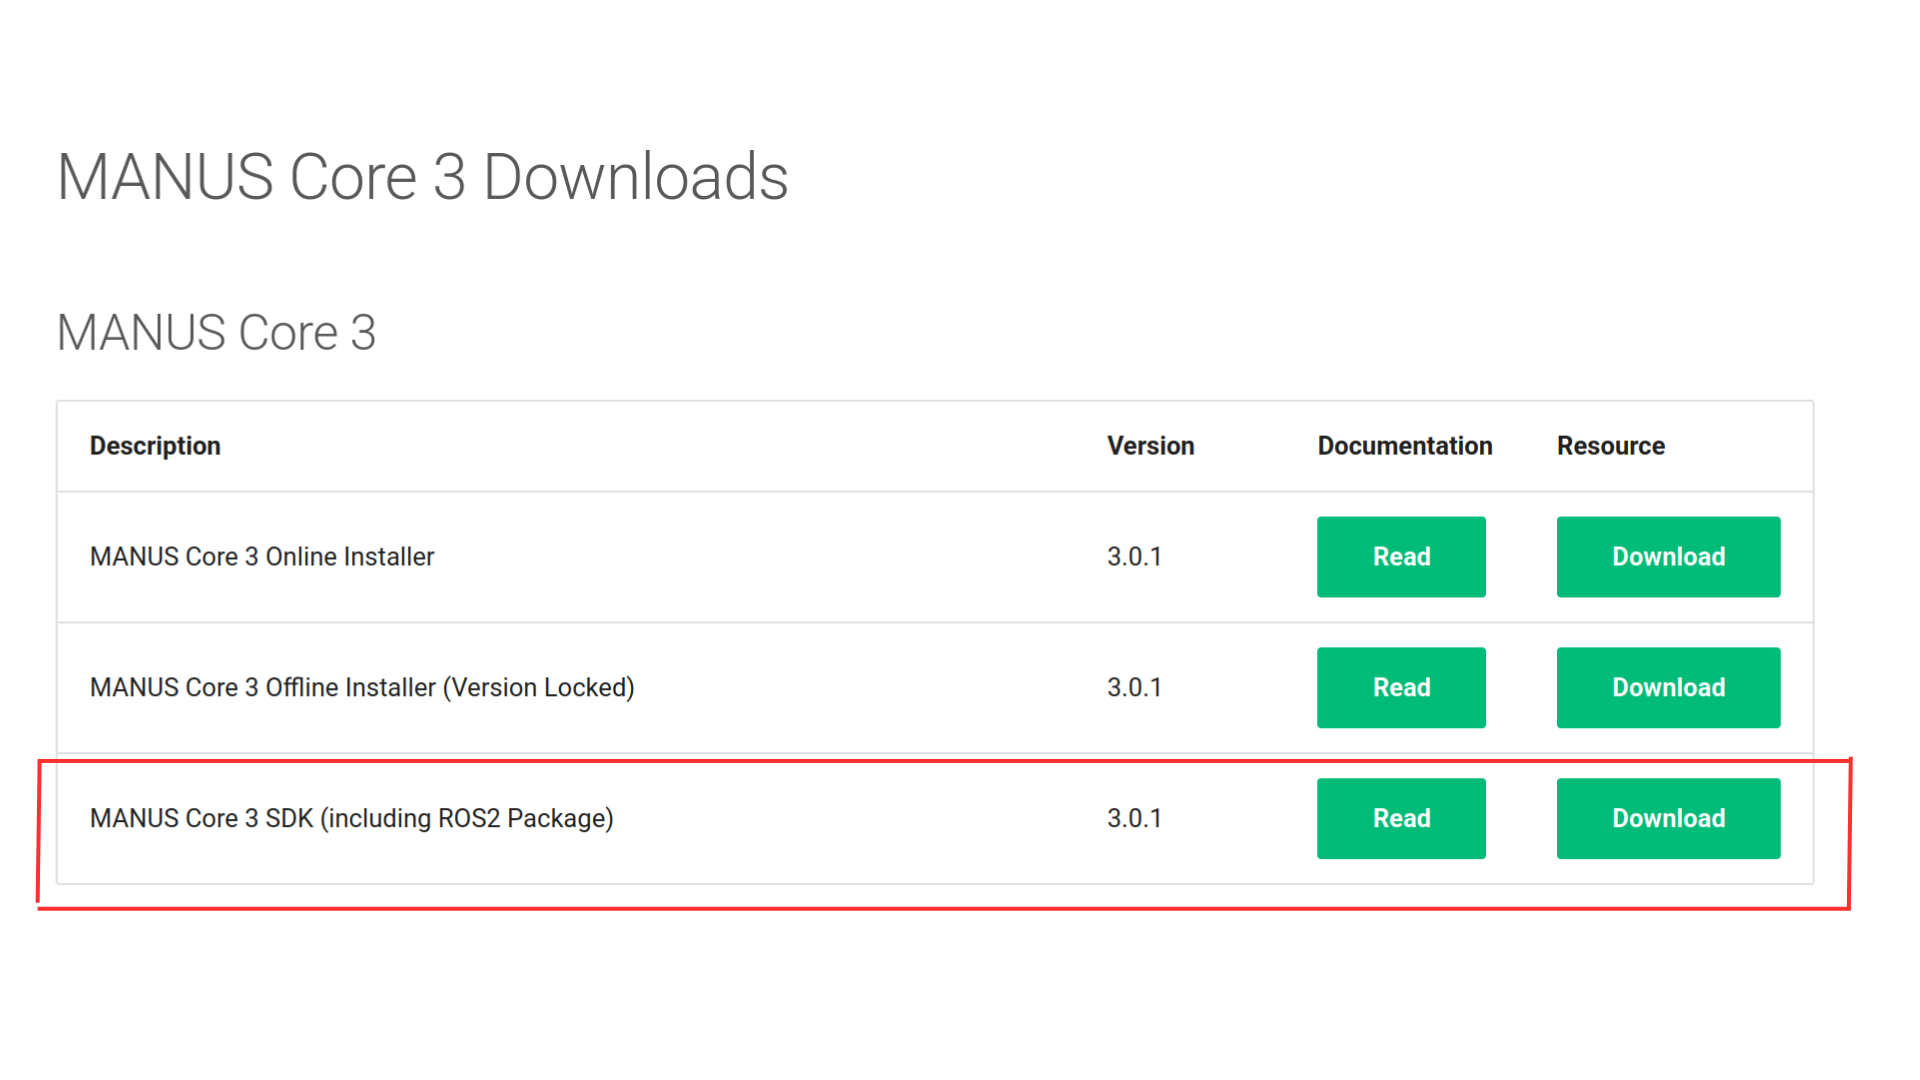 MANUS Core 3 Downloads
MANUS Core 3
Description Version Documentation Resource
MANUS Core 3 Online Installer 3.0.1 Read Download
MANUS Core 3 Offline Installer (Version Locked) 3.0.1 Read Download
MANUS Core 3 SDK (including ROS2 Package) 3.0.1 Read Download